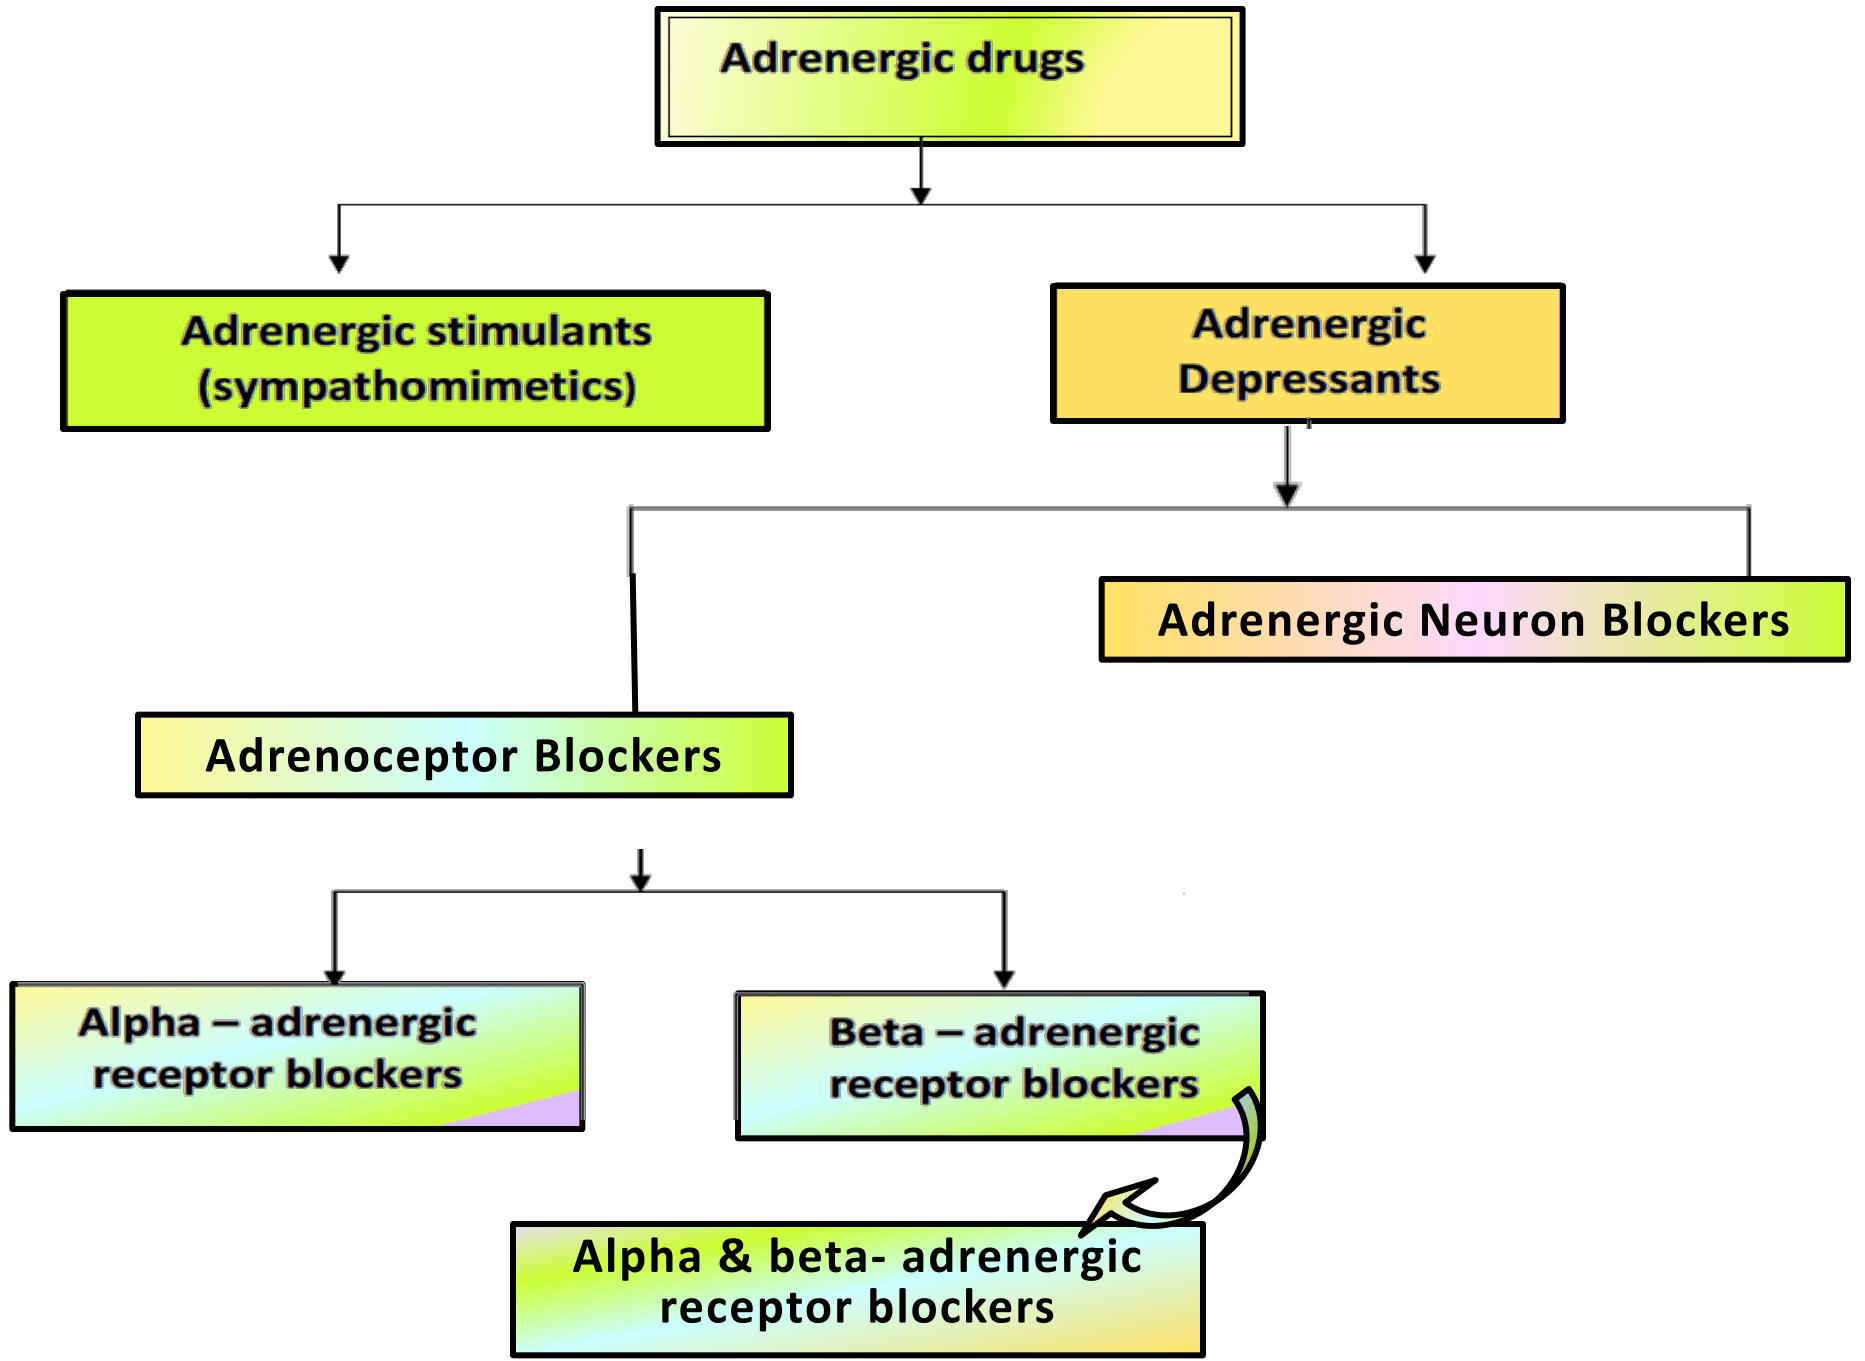 Adrenergic drugs
Adrenergic stimulants
(sympathomimetics)
Adrenergic
Depressants
Adrenergic Neuron Blockers
Adrenoceptor Blockers
Alpha – adrenergic
receptor blockers
Beta – adrenergic
receptor blockers
Alpha & beta- adrenergic
receptor blockers